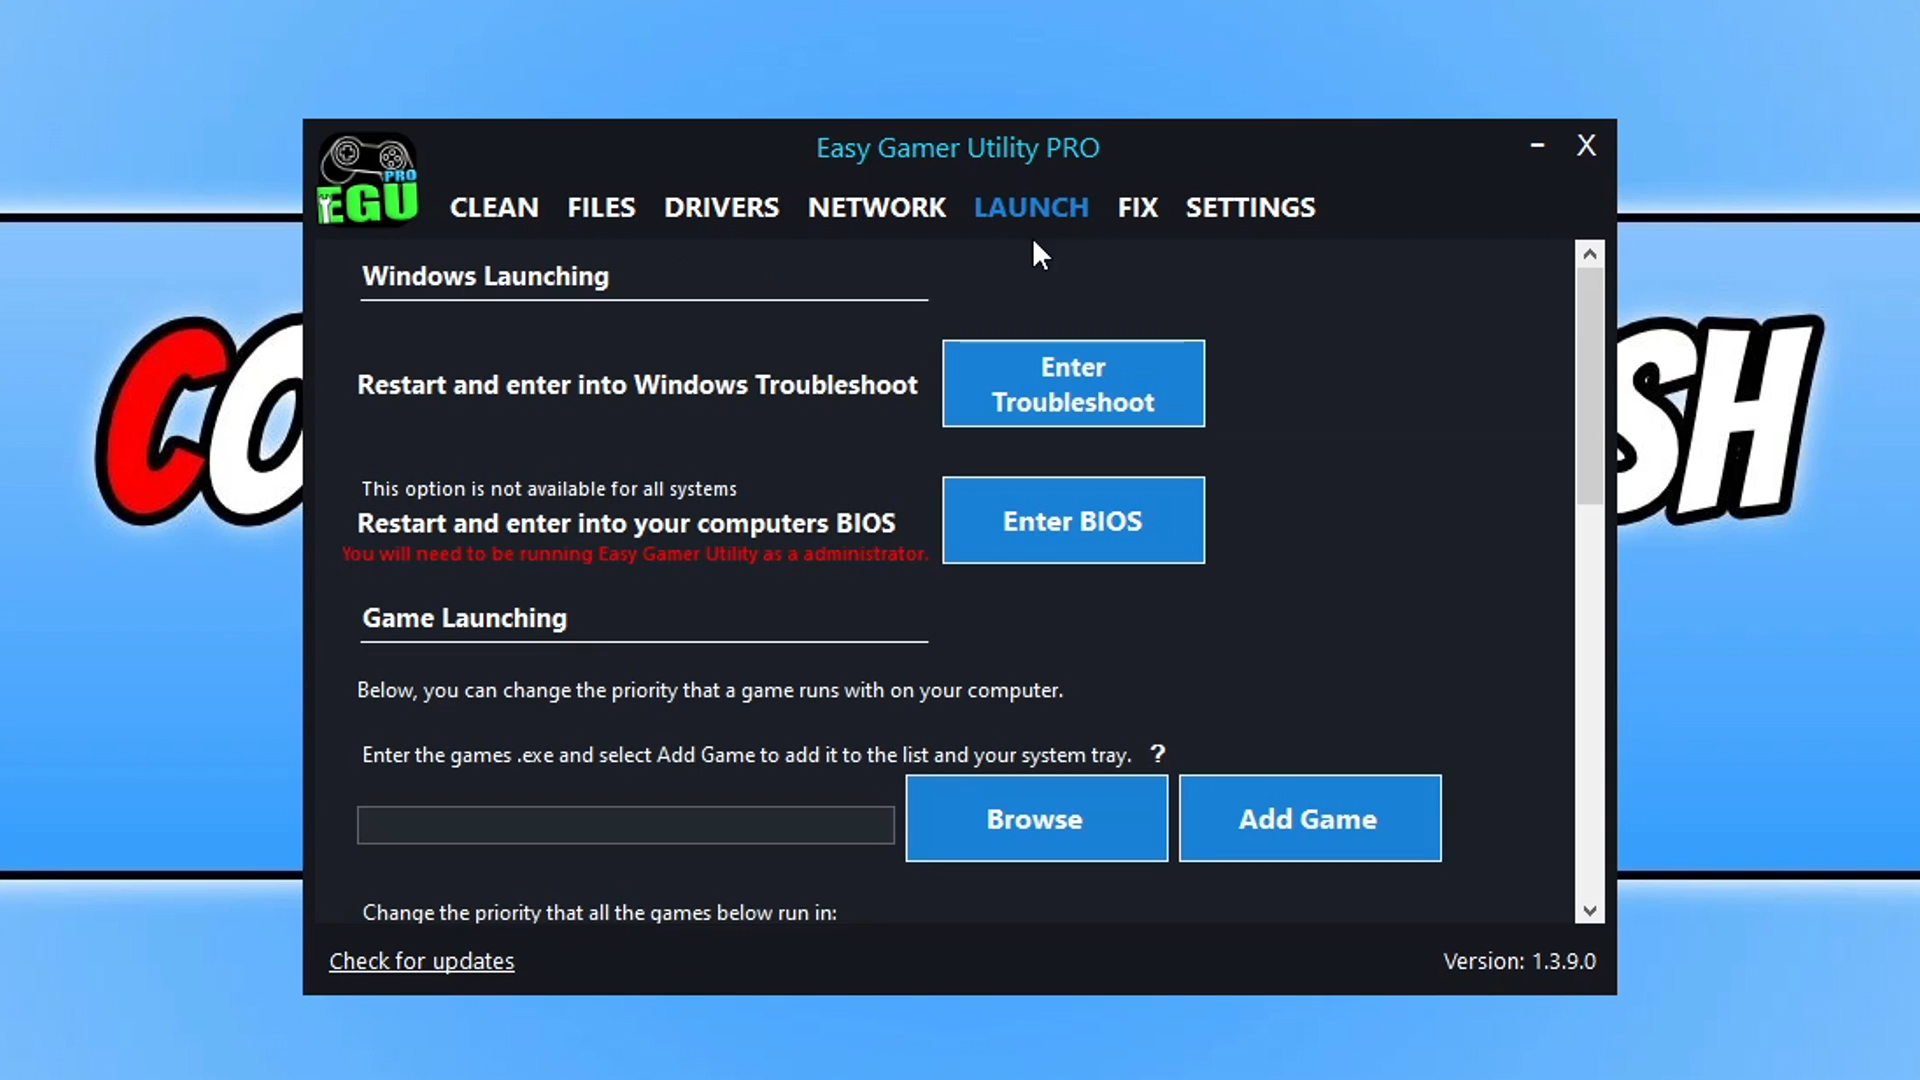 Easy Gamer Utility PRO
- X
PRO
EGU
CLEAN FILES DRIVERS NETWORK LAUNCH FIX SETTINGS
Windows Launching
Restart and enter into Windows Troubleshoot
Enter
Troubleshoot
This option is not available for all systems
Restart and enter into your computers BIOS
You will need to be running Easy Gamer Utility as a administrator.
Enter BIOS
Game Launching
Below, you can change the priority that a game runs with on your computer.
Enter the games .exe and select Add Game to add it to the list and your system tray. ?
Browse
Add Game
Change the priority that all the games below run in:
Check for updates
Version: 1.3.9.0
CO
SH